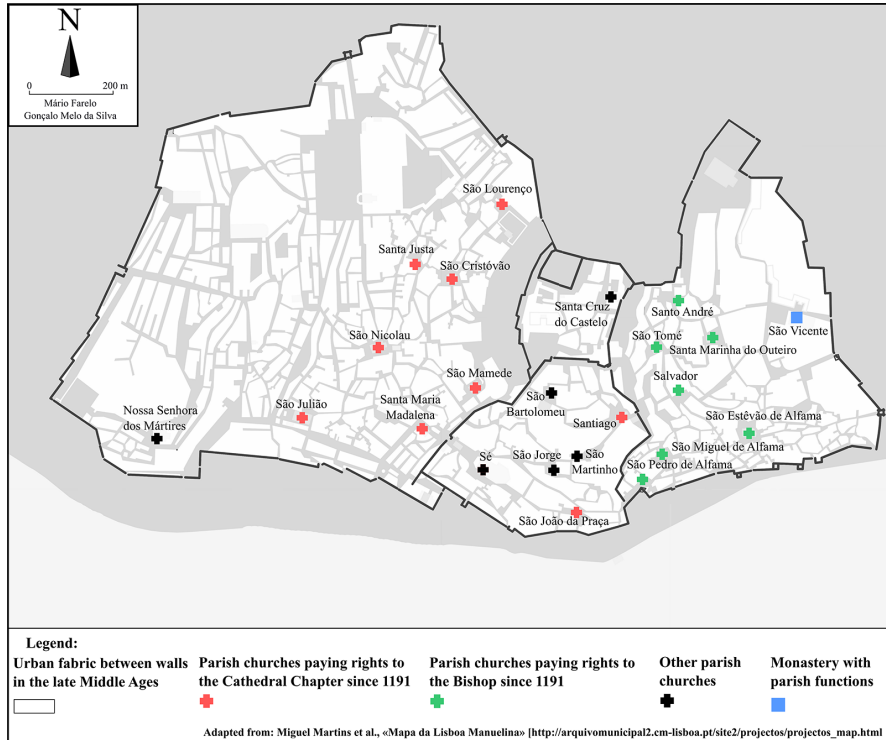 N
0 200 m
Mário Farelo
Gonçalo Melo da Silva
São Lourenço
Santa Justa
São Cristóvão
Santa Cruz
do Castelo
Santo André
São Vicente
São Nicolau
São Tomé
Santa Marinha do Outeiro
São Mamede
Salvador
São Julião
Santa Maria
Madalena
São
Bartolomeu
Nossa Senhora
dos Mártires
Santiago
São Estêvão de Alfama
São Miguel de Alfama
Sé
São Jorge
São
Martinho
São Pedro de Alfama
São João da Praça
Legend:
Urban fabric between walls
in the late Middle Ages
Parish churches paying rights to
the Cathedral Chapter since 1191
Parish churches paying rights to
the Bishop since 1191
Other parish
churches
Monastery with
parish functions
Adapted from: Miguel Martins et al., «Mapa da Lisboa Manuelina» [http://arquivomunicipal2.cm-lisboa.pt/site2/projectos/projectos_map.html